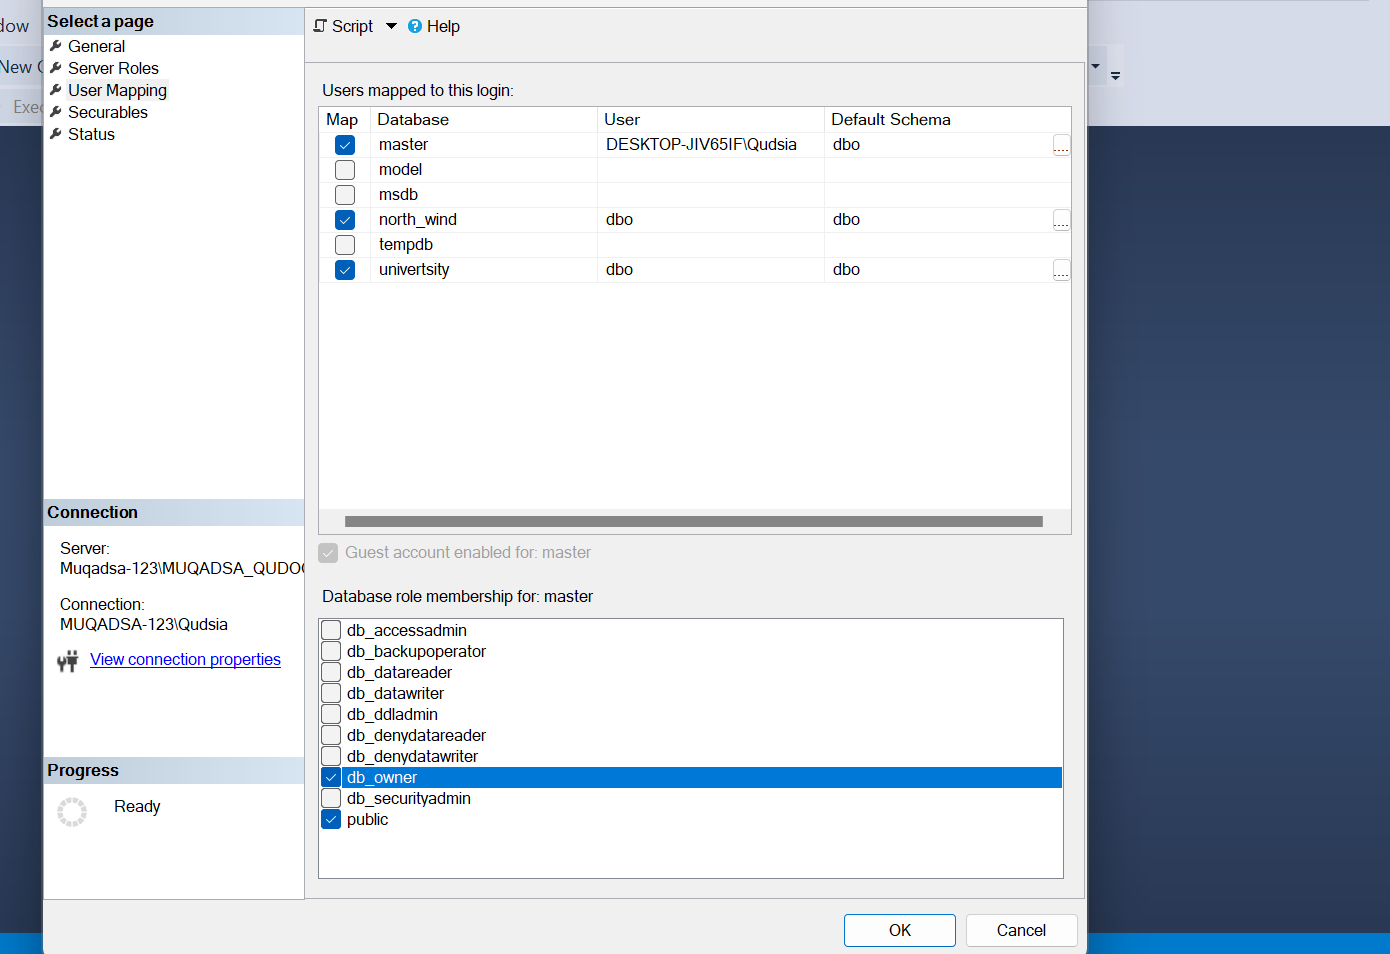 dow
New
Exec
Select a page
General
Server Roles
User Mapping
Securables
Status
Script
Help
Users mapped to this login:
Map Database User Default Schema
master DESKTOP-JIV65IF\Qudsia dbo ....
model
msdb
north_wind dbo dbo ....
tempdb
univertsity dbo dbo ....
Guest account enabled for: master
Database role membership for: master
db_accessadmin
db_backupoperator
db_datareader
db_datawriter
db_ddladmin
db_denydatareader
db_denydatawriter
db_owner
db_securityadmin
public
Connection
Server:
Muqadsa-123\MUQADSA_QUDO
Connection:
MUQADSA-123\Qudsia
View connection properties
Progress
Ready
OK
Cancel